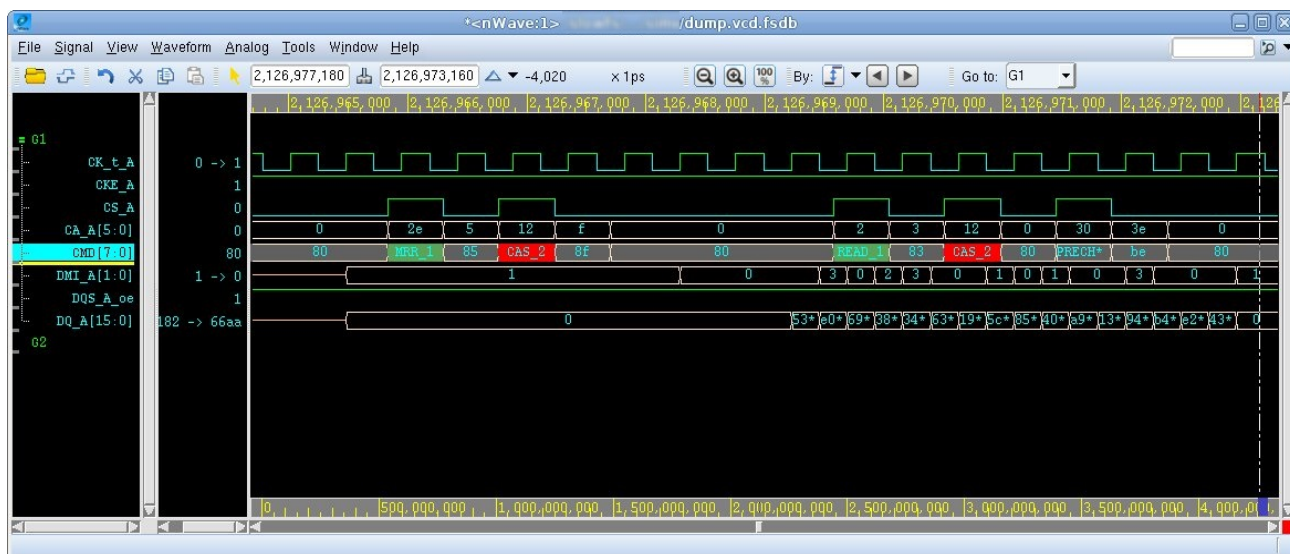 *<nWave:1> /dump.vcd.fsdb
File Signal View Waveform Analog Tools Window Help
2,126,977,180 2,126,973,160 -4,020 x 1ps 100 % By: Go to: G1
2,126,965,000 2,126,966,000 2,126,967,000 2,126,968,000 2,126,969,000 2,126,970,000 2,126,971,000 2,126,972,000
G1
CK_t_A 0 -> 1
CKE_A 1
CS_A 0
CA_A[5:0] 0 0 2e 5 12 f 0 2 3 12 0 30 3e 0
CMD[7:0] 80 80 MRR_1 85 CAS_2 8f 80 READ_1 83 CAS_2 80 PRECH* be 80
DMI_A[1:0] 1 -> 0 1 0 3 0 2 3 0 1 0 1 0 3 0 1
DQS_A_oe 1
DQ_A[15:0] 182 -> 66aa 0 53* e0* 69* 38* 34* 63* 19* 5c* 85* 40* a9* 13* 94* b4* e2* 43* 0
G2
0 500,000,000 1,000,000,000 1,500,000,000 2,000,000,000 2,500,000,000 3,000,000,000 3,500,000,000